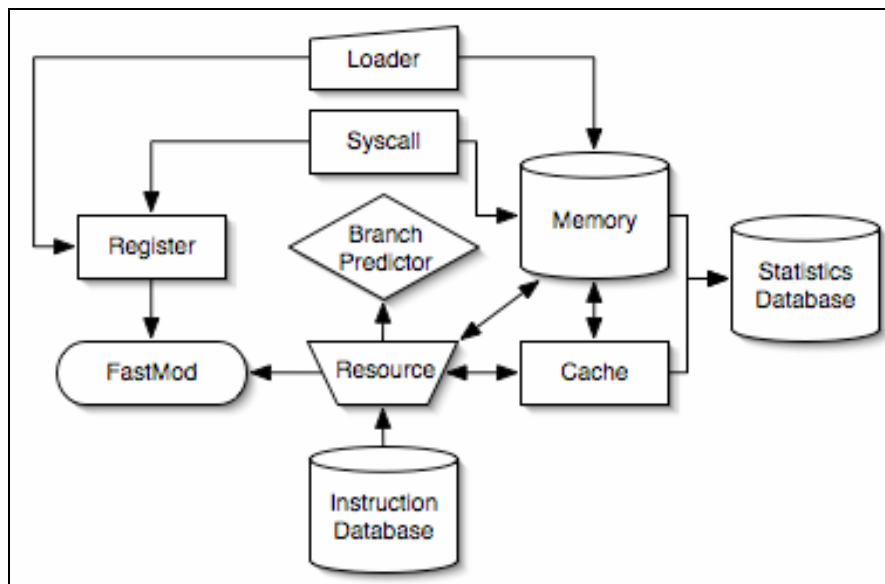 Loader
Syscall
Memory
Register
Branch
Predictor
Statistics
Database
FastMod
Resource
Cache
Instruction
Database